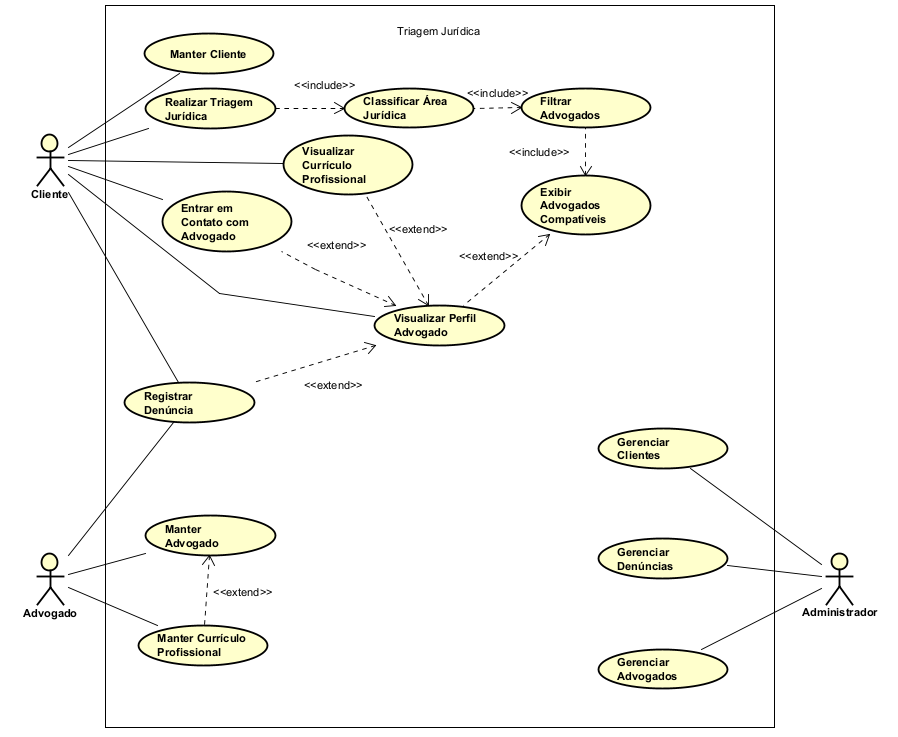 Triagem Jurídica
Manter Cliente
Realizar Triagem
Jurídica
<<include>>
Classificar Área
Jurídica
<<include>>
Filtrar
Advogados
<<include>>
Visualizar
Currículo
Profissional
Cliente
Entrar em
Contato com
Advogado
Exibir
Advogados
Compatíveis
<<extend>>
<<extend>>
<<extend>>
Visualizar Perfil
Advogado
<<extend>>
Registrar
Denúncia
Gerenciar
Clientes
Manter
Advogado
Gerenciar
Denúncias
<<extend>>
Advogado
Administrador
Manter Currículo
Profissional
Gerenciar
Advogados